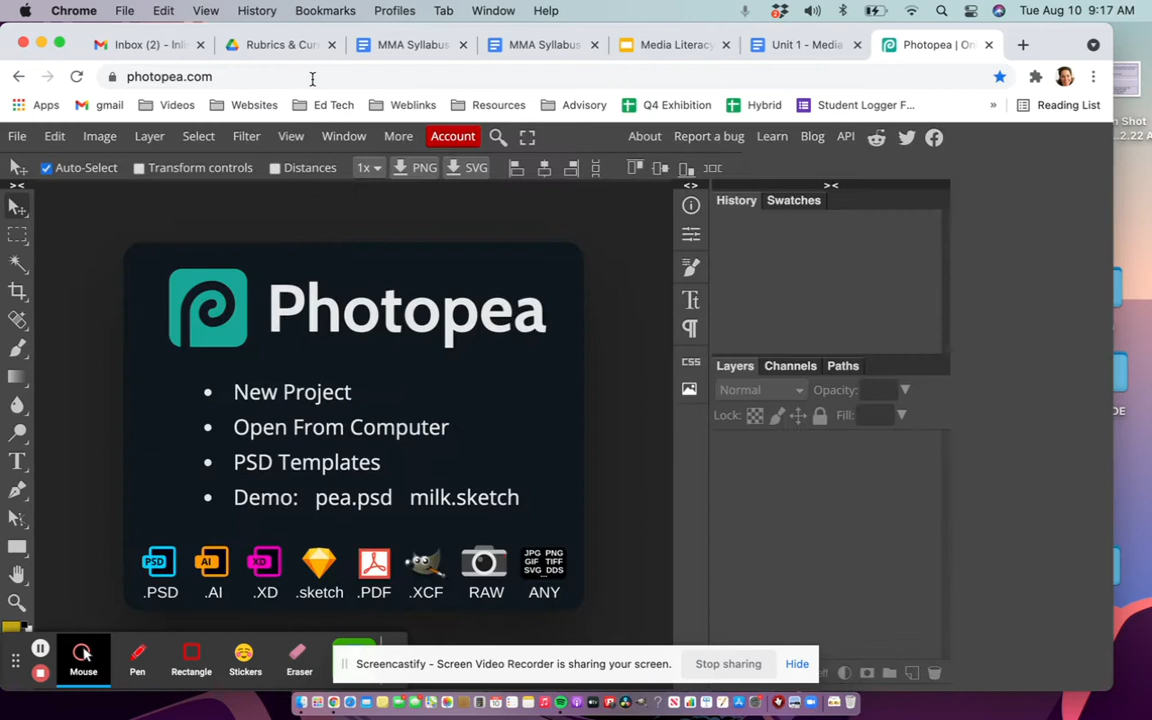 Chrome File Edit View History Bookmarks Profiles Tab Window Help Tue Aug 10 9:17 AM
Inbox (2) - Inli Rubrics & Curr MMA Syllabus MMA Syllabus Media Literacy Unit 1 - Media Photopea | On
photopea.com
Apps gmail Videos Websites Ed Tech Weblinks Resources Advisory Q4 Exhibition Hybrid Student Logger F... » Reading List
File Edit Image Layer Select Filter View Window More Account About Report a bug Learn Blog API
Auto-Select Transform controls Distances 1x PNG SVG
History Swatches
Photopea
• New Project
• Open From Computer
• PSD Templates
• Demo: pea.psd milk.sketch
CSS
Layers Channels Paths
Normal Opacity:
Lock: Fill:
PSD AI XD JPG PNG
GIF TIFF
SVG DDS
.PSD .AI .XD .sketch .PDF .XCF RAW ANY
Mouse Pen Rectangle Stickers Eraser
Screencastify - Screen Video Recorder is sharing your screen. Stop sharing Hide